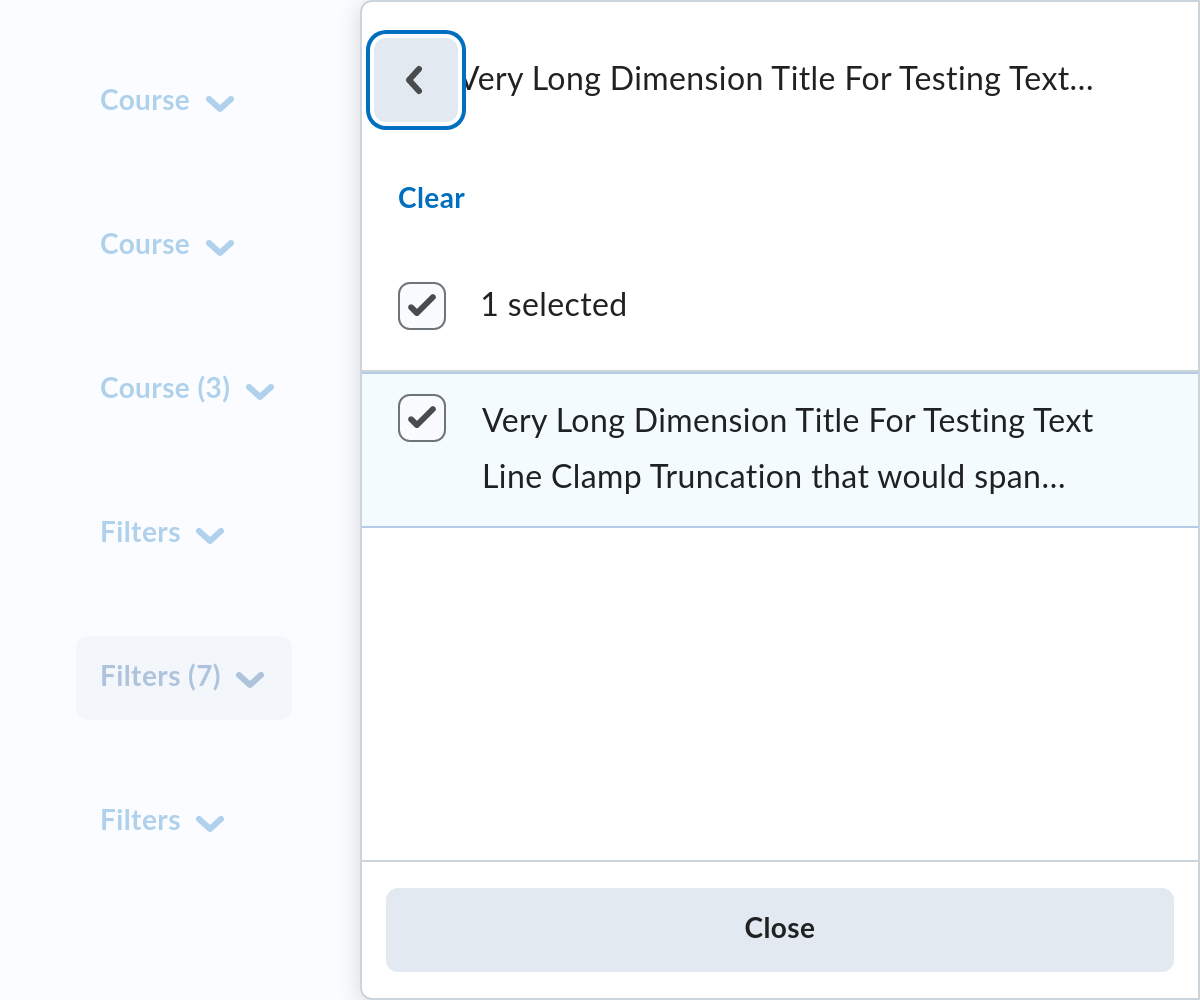 Course
Course
Course (3)
Filters
Filters (7)
Filters
Very Long Dimension Title For Testing Text...
Clear
1 selected
Very Long Dimension Title For Testing Text
Line Clamp Truncation that would span...
Close